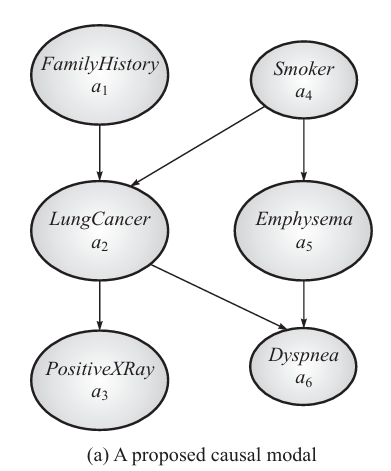 FamilyHistory
a₁
Smoker
a₄
LungCancer
a₂
Emphysema
a₅
PositiveXRay
a₃
Dyspnea
a₆
(a) A proposed causal modal